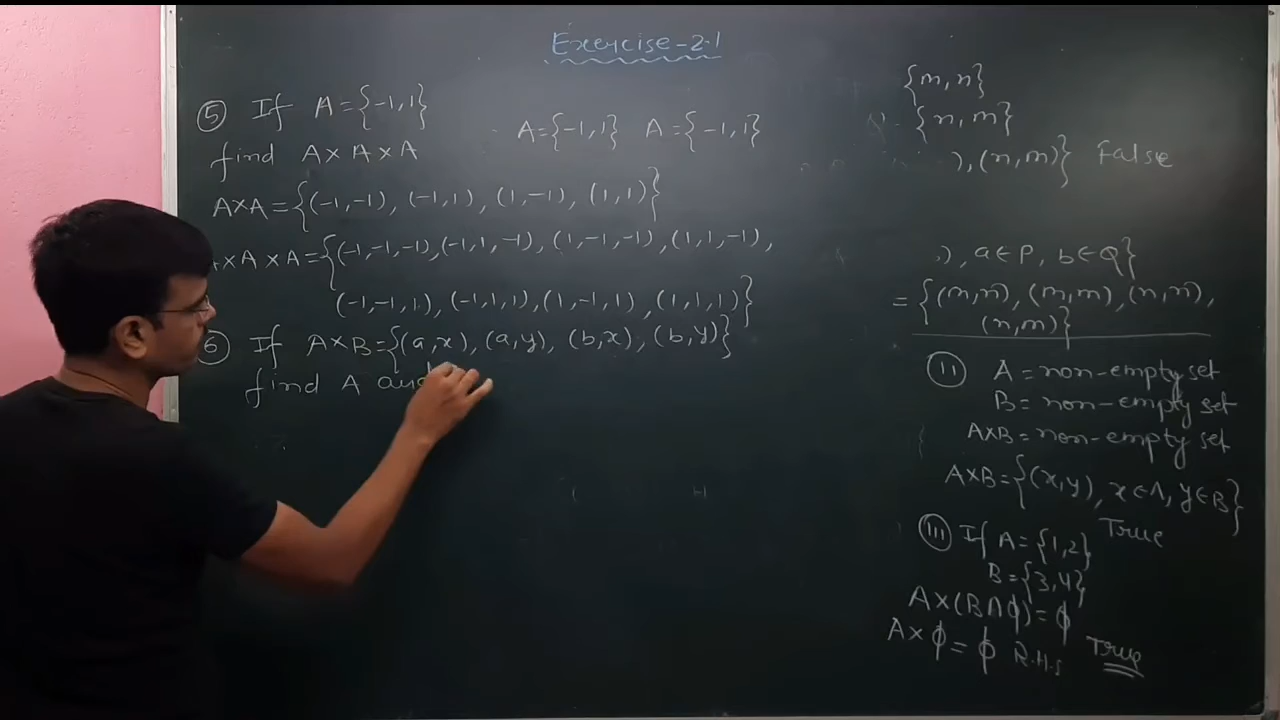 Exercise-2.1
⑤ If A={-1,1}
find A×A×A
A={-1,1} A={-1,1}
A×A={(-1,-1), (-1,1), (1,-1), (1,1)}
×A×A={(-1,-1,-1),(-1,1,-1),(1,-1,-1),(1,1,-1),
(-1,-1,1),(-1,1,1),(1,-1,1),(1,1,1)}
⑥ If A×B={(a,x),(a,y),(b,x),(b,y)}
find A and
{m,n}
{n,m}
),(n,m)} False
), a∈P, b∈Q}
={(m,n),(m,m),(n,n),
(n,m)}
(ii) A = non-empty set
B = non-empty set
A×B = non-empty set
A×B={(x,y), x∈A, y∈B}
True
(iii) If A={1,2}
B={3,4}
A×(B∩ϕ)=ϕ
A×ϕ=ϕ R.H.S True